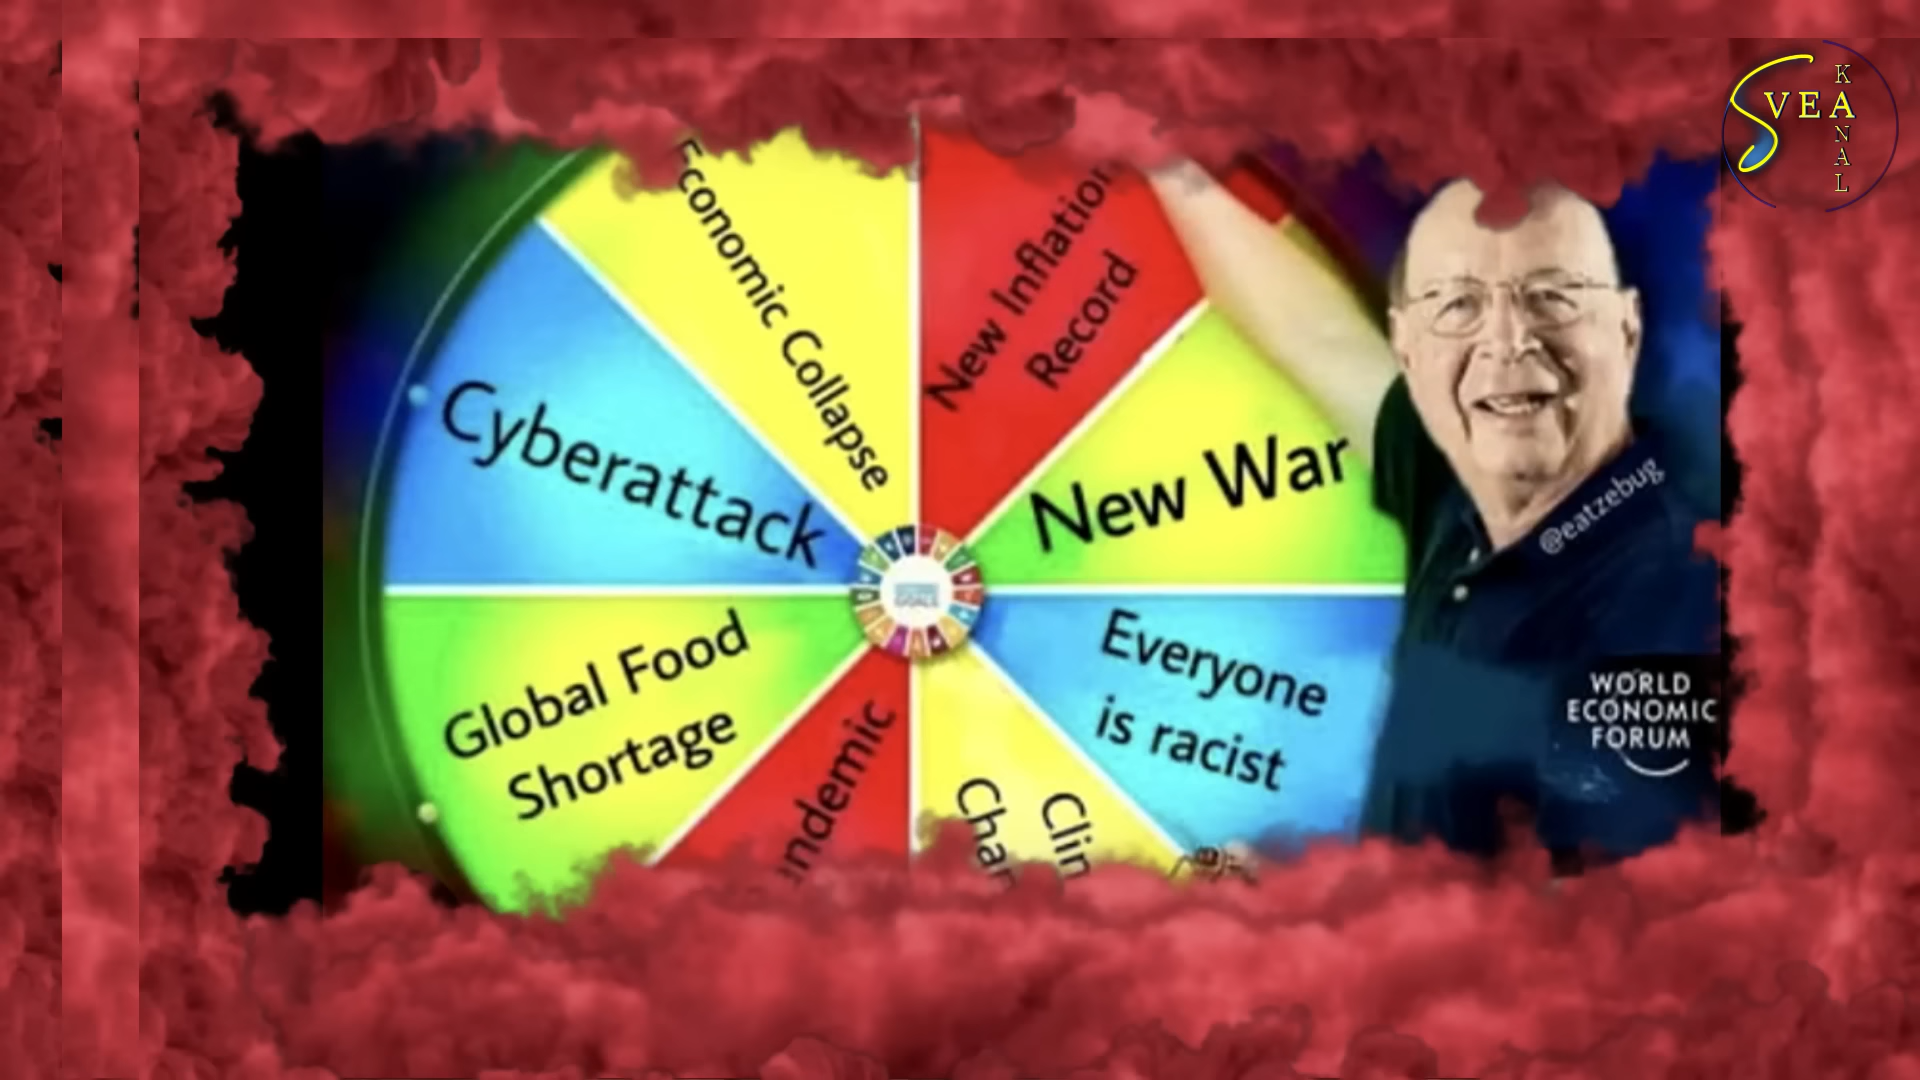 SVEA
KANAL
Economic Collapse
New Inflation
Record
Cyberattack
New War
@eatzebug
Global Food
Shortage
Everyone
is racist
WORLD
ECONOMIC
FORUM